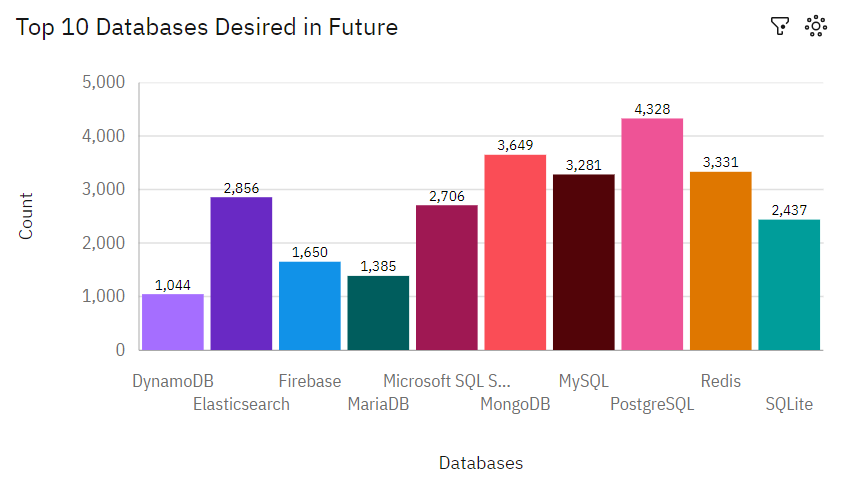 Top 10 Databases Desired in Future
5,000
4,000
3,000
2,000
1,000
0
Count
1,044
2,856
1,650
1,385
2,706
3,649
3,281
4,328
3,331
2,437
DynamoDB
Elasticsearch
Firebase
MariaDB
Microsoft SQL S...
MongoDB
MySQL
PostgreSQL
Redis
SQLite
Databases